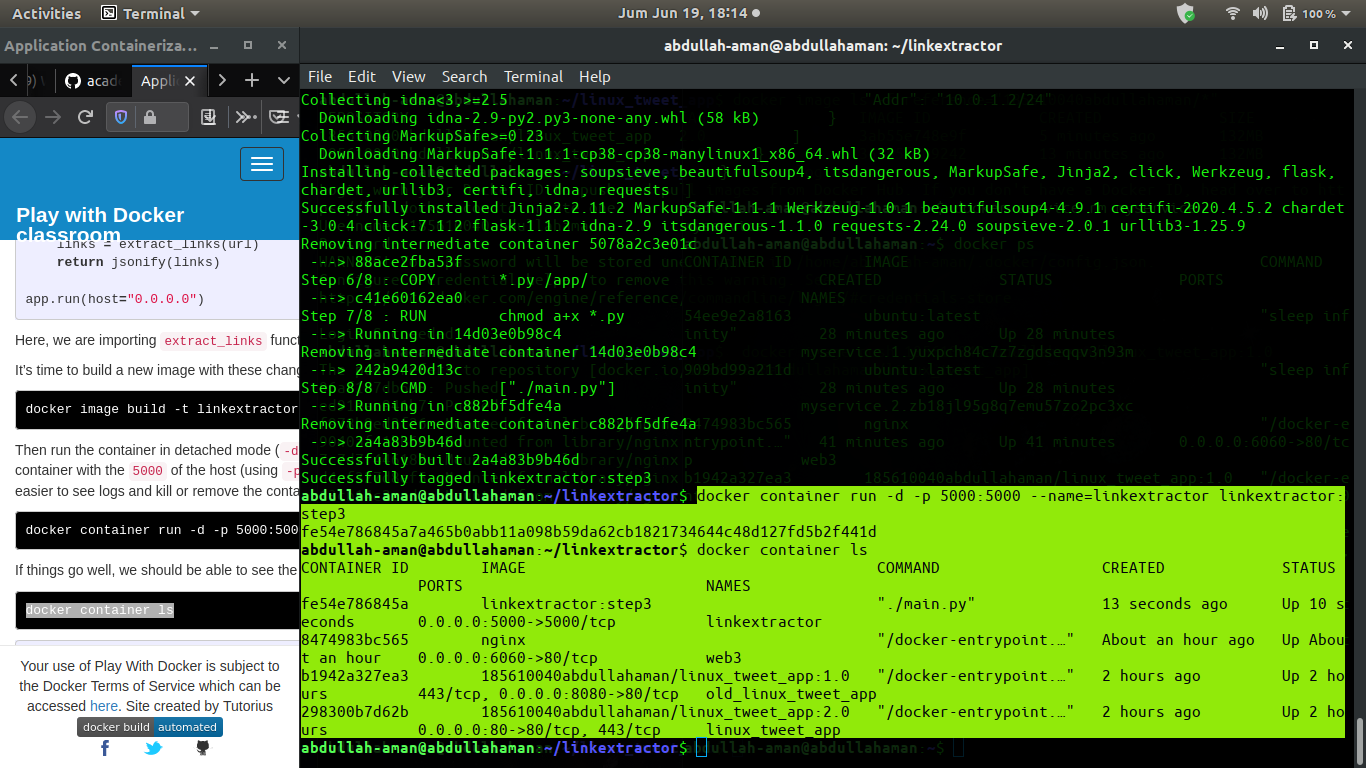 Activities
Terminal
Jum Jun 19, 18:14
100 %
Application Containeriza…
abdullah-aman@abdullahaman: ~/linkextractor
acad
Appli
File Edit View Search Terminal Help
Play with Docker
classroom
links = extract_links(url)
return jsonify(links)
app.run(host="0.0.0.0")
Here, we are importing extract_links funct
It's time to build a new image with these chang
docker image build -t linkextractor
Then run the container in detached mode ( -d
container with the 5000 of the host (using -p
easier to see logs and kill or remove the conta
docker container run -d -p 5000:500
If things go well, we should be able to see the
docker container ls
Your use of Play With Docker is subject to
the Docker Terms of Service which can be
accessed here. Site created by Tutorius
docker build automated
Collecting idna<3,>=2.5
Downloading idna-2.9-py2.py3-none-any.whl (58 kB)
Collecting MarkupSafe>=0.23
Downloading MarkupSafe-1.1.1-cp38-cp38-manylinux1_x86_64.whl (32 kB)
Installing collected packages: soupsieve, beautifulsoup4, itsdangerous, MarkupSafe, Jinja2, click, Werkzeug, flask,
chardet, urllib3, certifi, idna, requests
Successfully installed Jinja2-2.11.2 MarkupSafe-1.1.1 Werkzeug-1.0.1 beautifulsoup4-4.9.1 certifi-2020.4.5.2 chardet
-3.0.4 click-7.1.2 flask-1.1.2 idna-2.9 itsdangerous-1.1.0 requests-2.24.0 soupsieve-2.0.1 urllib3-1.25.9
Removing intermediate container 5078a2c3e01c
---> 88ace2fba53f
Step 6/8 : COPY *.py /app/
---> c41e60162ea0
Step 7/8 : RUN chmod a+x *.py
---> Running in 14d03e0b98c4
Removing intermediate container 14d03e0b98c4
---> 242a9420d13c
Step 8/8 : CMD ["./main.py"]
---> Running in c882bf5dfe4a
Removing intermediate container c882bf5dfe4a
---> 2a4a83b9b46d
Successfully built 2a4a83b9b46d
Successfully tagged linkextractor:step3
abdullah-aman@abdullahaman:~/linkextractor$ docker container run -d -p 5000:5000 --name=linkextractor linkextractor:
step3
fe54e786845a7a465b0abb11a098b59da62cb1821734644c48d127fd5b2f441d
abdullah-aman@abdullahaman:~/linkextractor$ docker container ls
CONTAINER ID IMAGE COMMAND CREATED STATUS
PORTS NAMES
fe54e786845a linkextractor:step3 "./main.py" 13 seconds ago Up 10 s
econds 0.0.0.0:5000->5000/tcp linkextractor
8474983bc565 nginx "/docker-entrypoint.…" About an hour ago Up Abou
t an hour 0.0.0.0:6060->80/tcp web3
b1942a327ea3 185610040abdullahaman/linux_tweet_app:1.0 "/docker-entrypoint.…" 2 hours ago Up 2 ho
urs 443/tcp, 0.0.0.0:8080->80/tcp old_linux_tweet_app
298300b7d62b 185610040abdullahaman/linux_tweet_app:2.0 "/docker-entrypoint.…" 2 hours ago Up 2 ho
urs 0.0.0.0:80->80/tcp, 443/tcp linux_tweet_app
abdullah-aman@abdullahaman:~/linkextractor$